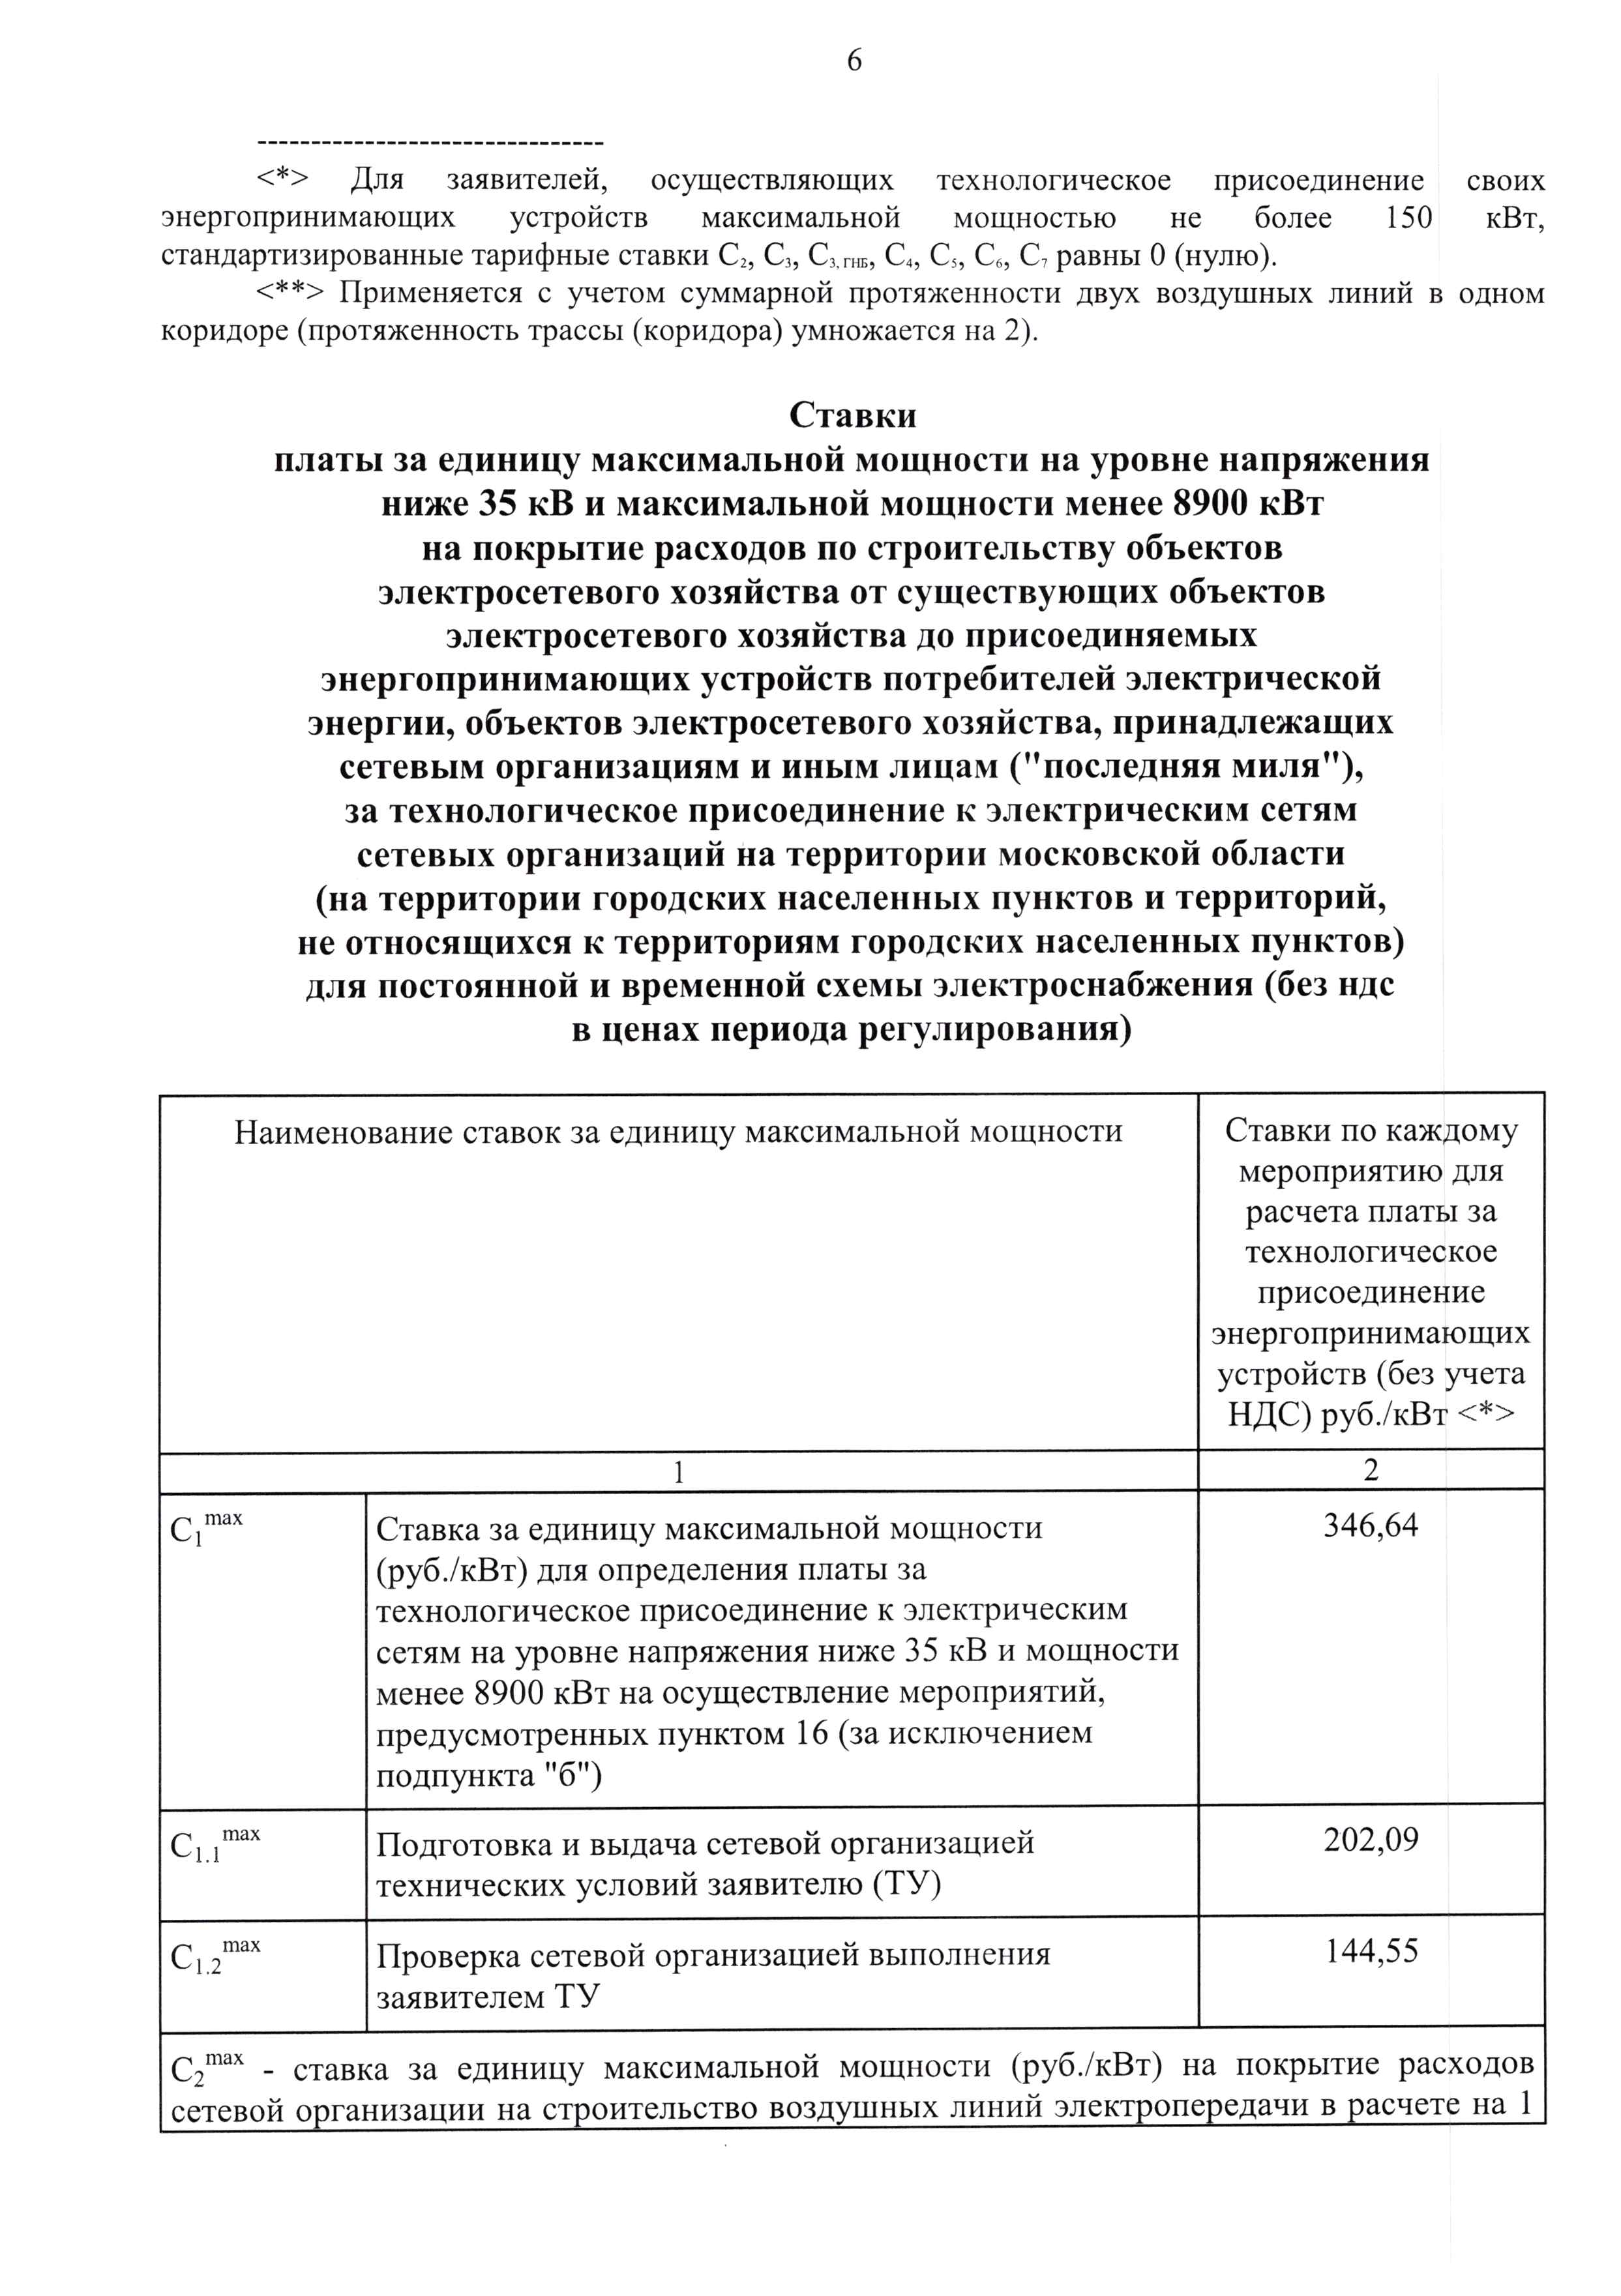 6
--------------------------------
<*> Для заявителей, осуществляющих технологическое присоединение своих
энергопринимающих устройств максимальной мощностью не более 150 кВт,
стандартизированные тарифные ставки С₂, С₃, С₃, ГНБ, С₄, С₅, С₆, С₇ равны 0 (нулю).
<**> Применяется с учетом суммарной протяженности двух воздушных линий в одном
коридоре (протяженность трассы (коридора) умножается на 2).
Ставки
платы за единицу максимальной мощности на уровне напряжения
ниже 35 кВ и максимальной мощности менее 8900 кВт
на покрытие расходов по строительству объектов
электросетевого хозяйства от существующих объектов
электросетевого хозяйства до присоединяемых
энергопринимающих устройств потребителей электрической
энергии, объектов электросетевого хозяйства, принадлежащих
сетевым организациям и иным лицам ("последняя миля"),
за технологическое присоединение к электрическим сетям
сетевых организаций на территории московской области
(на территории городских населенных пунктов и территорий,
не относящихся к территориям городских населенных пунктов)
для постоянной и временной схемы электроснабжения (без ндс
в ценах периода регулирования)
Наименование ставок за единицу максимальной мощности
Ставки по каждому
мероприятию для
расчета платы за
технологическое
присоединение
энергопринимающих
устройств (без учета
НДС) руб./кВт <*>
1
2
С₁ᵐᵃˣ
Ставка за единицу максимальной мощности
(руб./кВт) для определения платы за
технологическое присоединение к электрическим
сетям на уровне напряжения ниже 35 кВ и мощности
менее 8900 кВт на осуществление мероприятий,
предусмотренных пунктом 16 (за исключением
подпункта "б")
346,64
С₁.₁ᵐᵃˣ
Подготовка и выдача сетевой организацией
технических условий заявителю (ТУ)
202,09
С₁.₂ᵐᵃˣ
Проверка сетевой организацией выполнения
заявителем ТУ
144,55
С₂ᵐᵃˣ - ставка за единицу максимальной мощности (руб./кВт) на покрытие расходов
сетевой организации на строительство воздушных линий электропередачи в расчете на 1